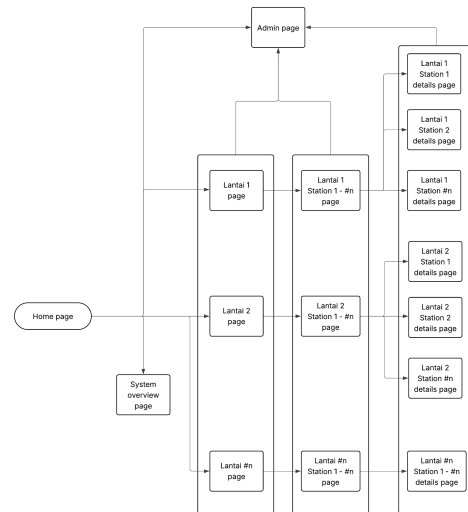 Admin page
Lantai 1
Station 1
details page
Lantai 1
Station 2
details page
Lantai 1
page
Lantai 1
Station 1 - #n
page
Lantai 1
Station #n
details page
Lantai 2
Station 1
details page
Home page
Lantai 2
page
Lantai 2
Station 1 - #n
page
Lantai 2
Station 2
details page
System
overview
page
Lantai 2
Station #n
details page
Lantai #n
page
Lantai #n
Station 1 - #n
page
Lantai #n
Station 1 - #n
details page